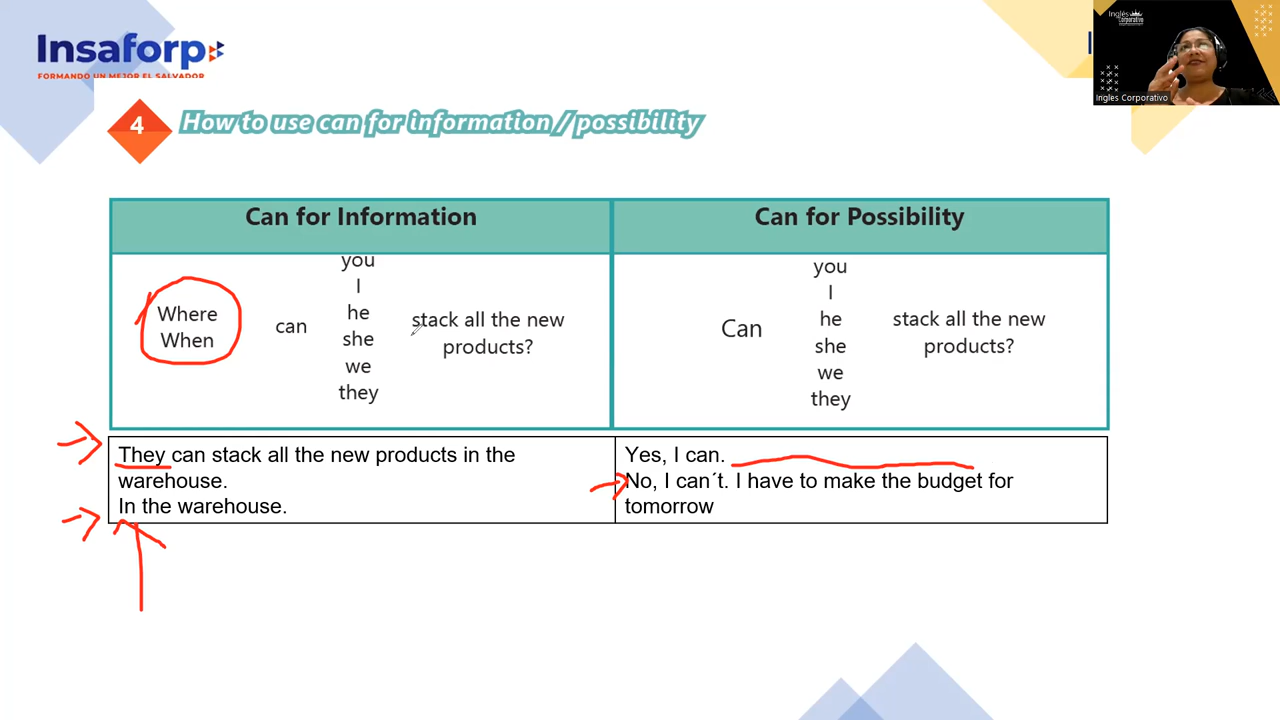 Insaforp
FORMANDO UN MEJOR EL SALVADOR
Inglés
Corporativo
Ingles Corporativo
4
How to use can for information / possibility
Can for Information
Can for Possibility
Where
When
can
you
I
he
she
we
they
stack all the new
products?
Can
you
I
he
she
we
they
stack all the new
products?
They can stack all the new products in the
warehouse.
In the warehouse.
Yes, I can.
No, I can´t. I have to make the budget for
tomorrow